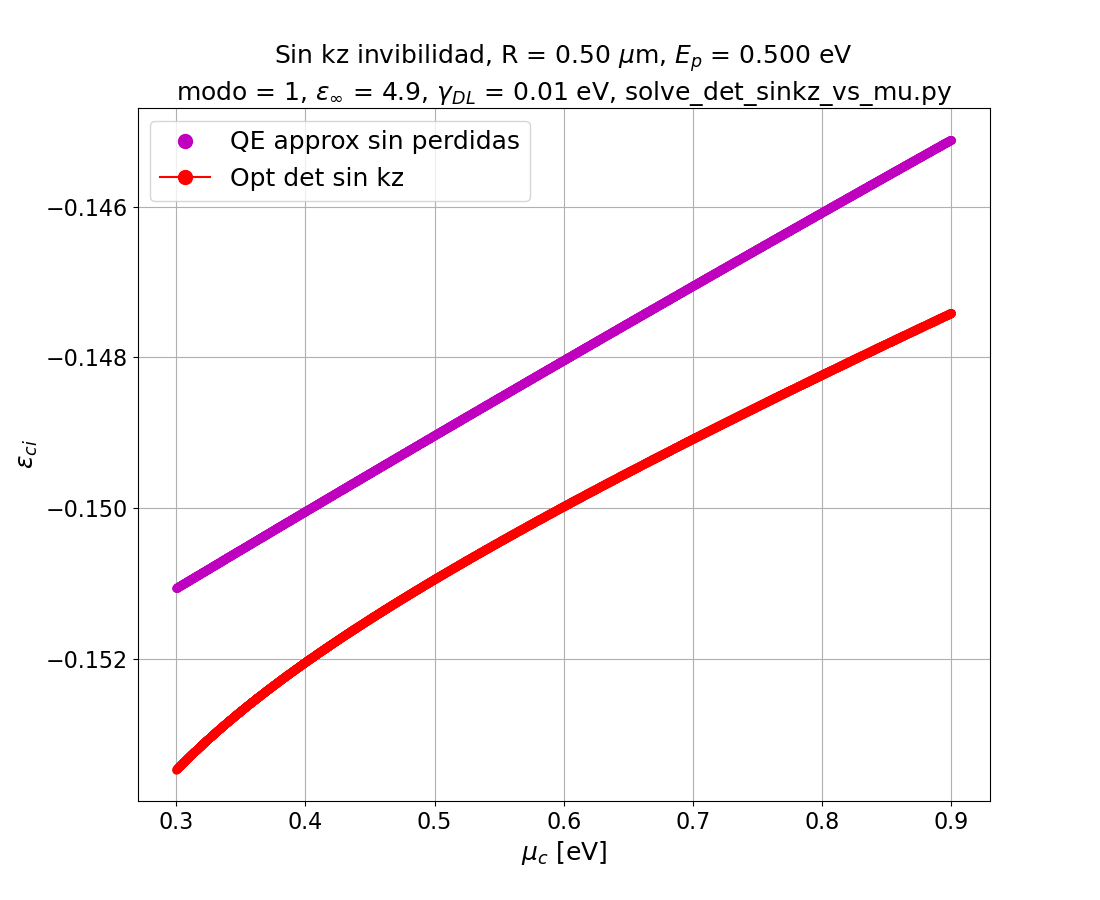 Sin kz invibilidad, R = 0.50 μm, E_p = 0.500 eV
modo = 1, ε_∞ = 4.9, γ_DL = 0.01 eV, solve_det_sinkz_vs_mu.py
QE approx sin perdidas
Opt det sin kz
−0.146
−0.148
−0.150
−0.152
ε_ci
0.3 0.4 0.5 0.6 0.7 0.8 0.9
μ_c [eV]